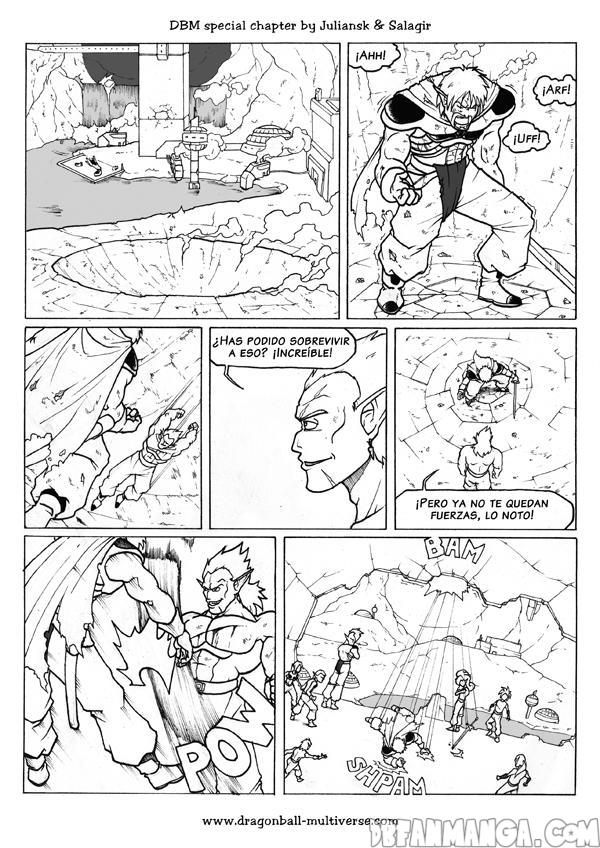 DBM special chapter by Juliansk & Salagir
¡AHH!
¡ARF!
¡UFF!
¿HAS PODIDO SOBREVIVIR
A ESO? ¡INCREÍBLE!
¡PERO YA NO TE QUEDAN
FUERZAS, LO NOTO!
POW
BAM
SHPAM
www.dragonball-multiverse.com
DBFANMANGA.COM